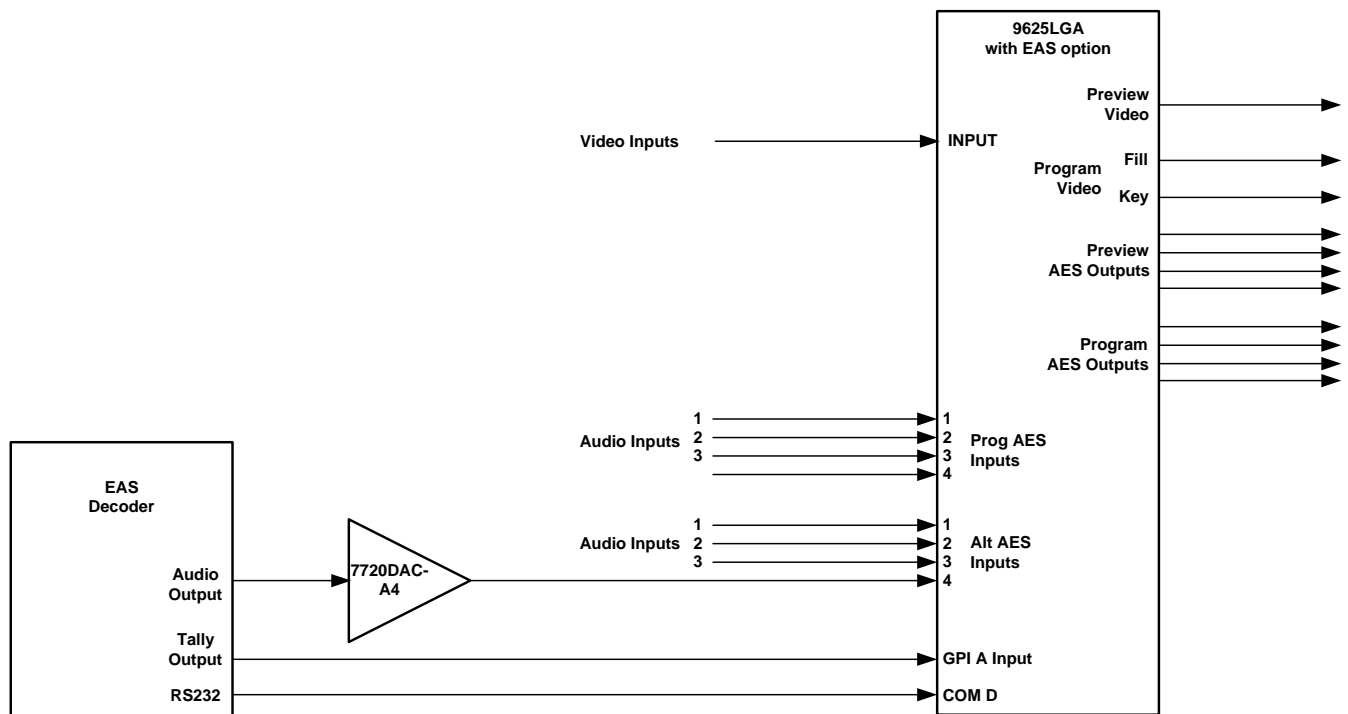 9625LGA
with EAS option
Preview
Video
Video Inputs
INPUT
Fill
Program
Video
Key
Preview
AES Outputs
Program
AES Outputs
1
2
3
Audio Inputs
1
2
3
4
Prog AES
Inputs
EAS
Decoder
1
2
3
Audio Inputs
1
2
3
4
Alt AES
Inputs
Audio
Output
7720DAC-
A4
Tally
Output
GPI A Input
RS232
COM D